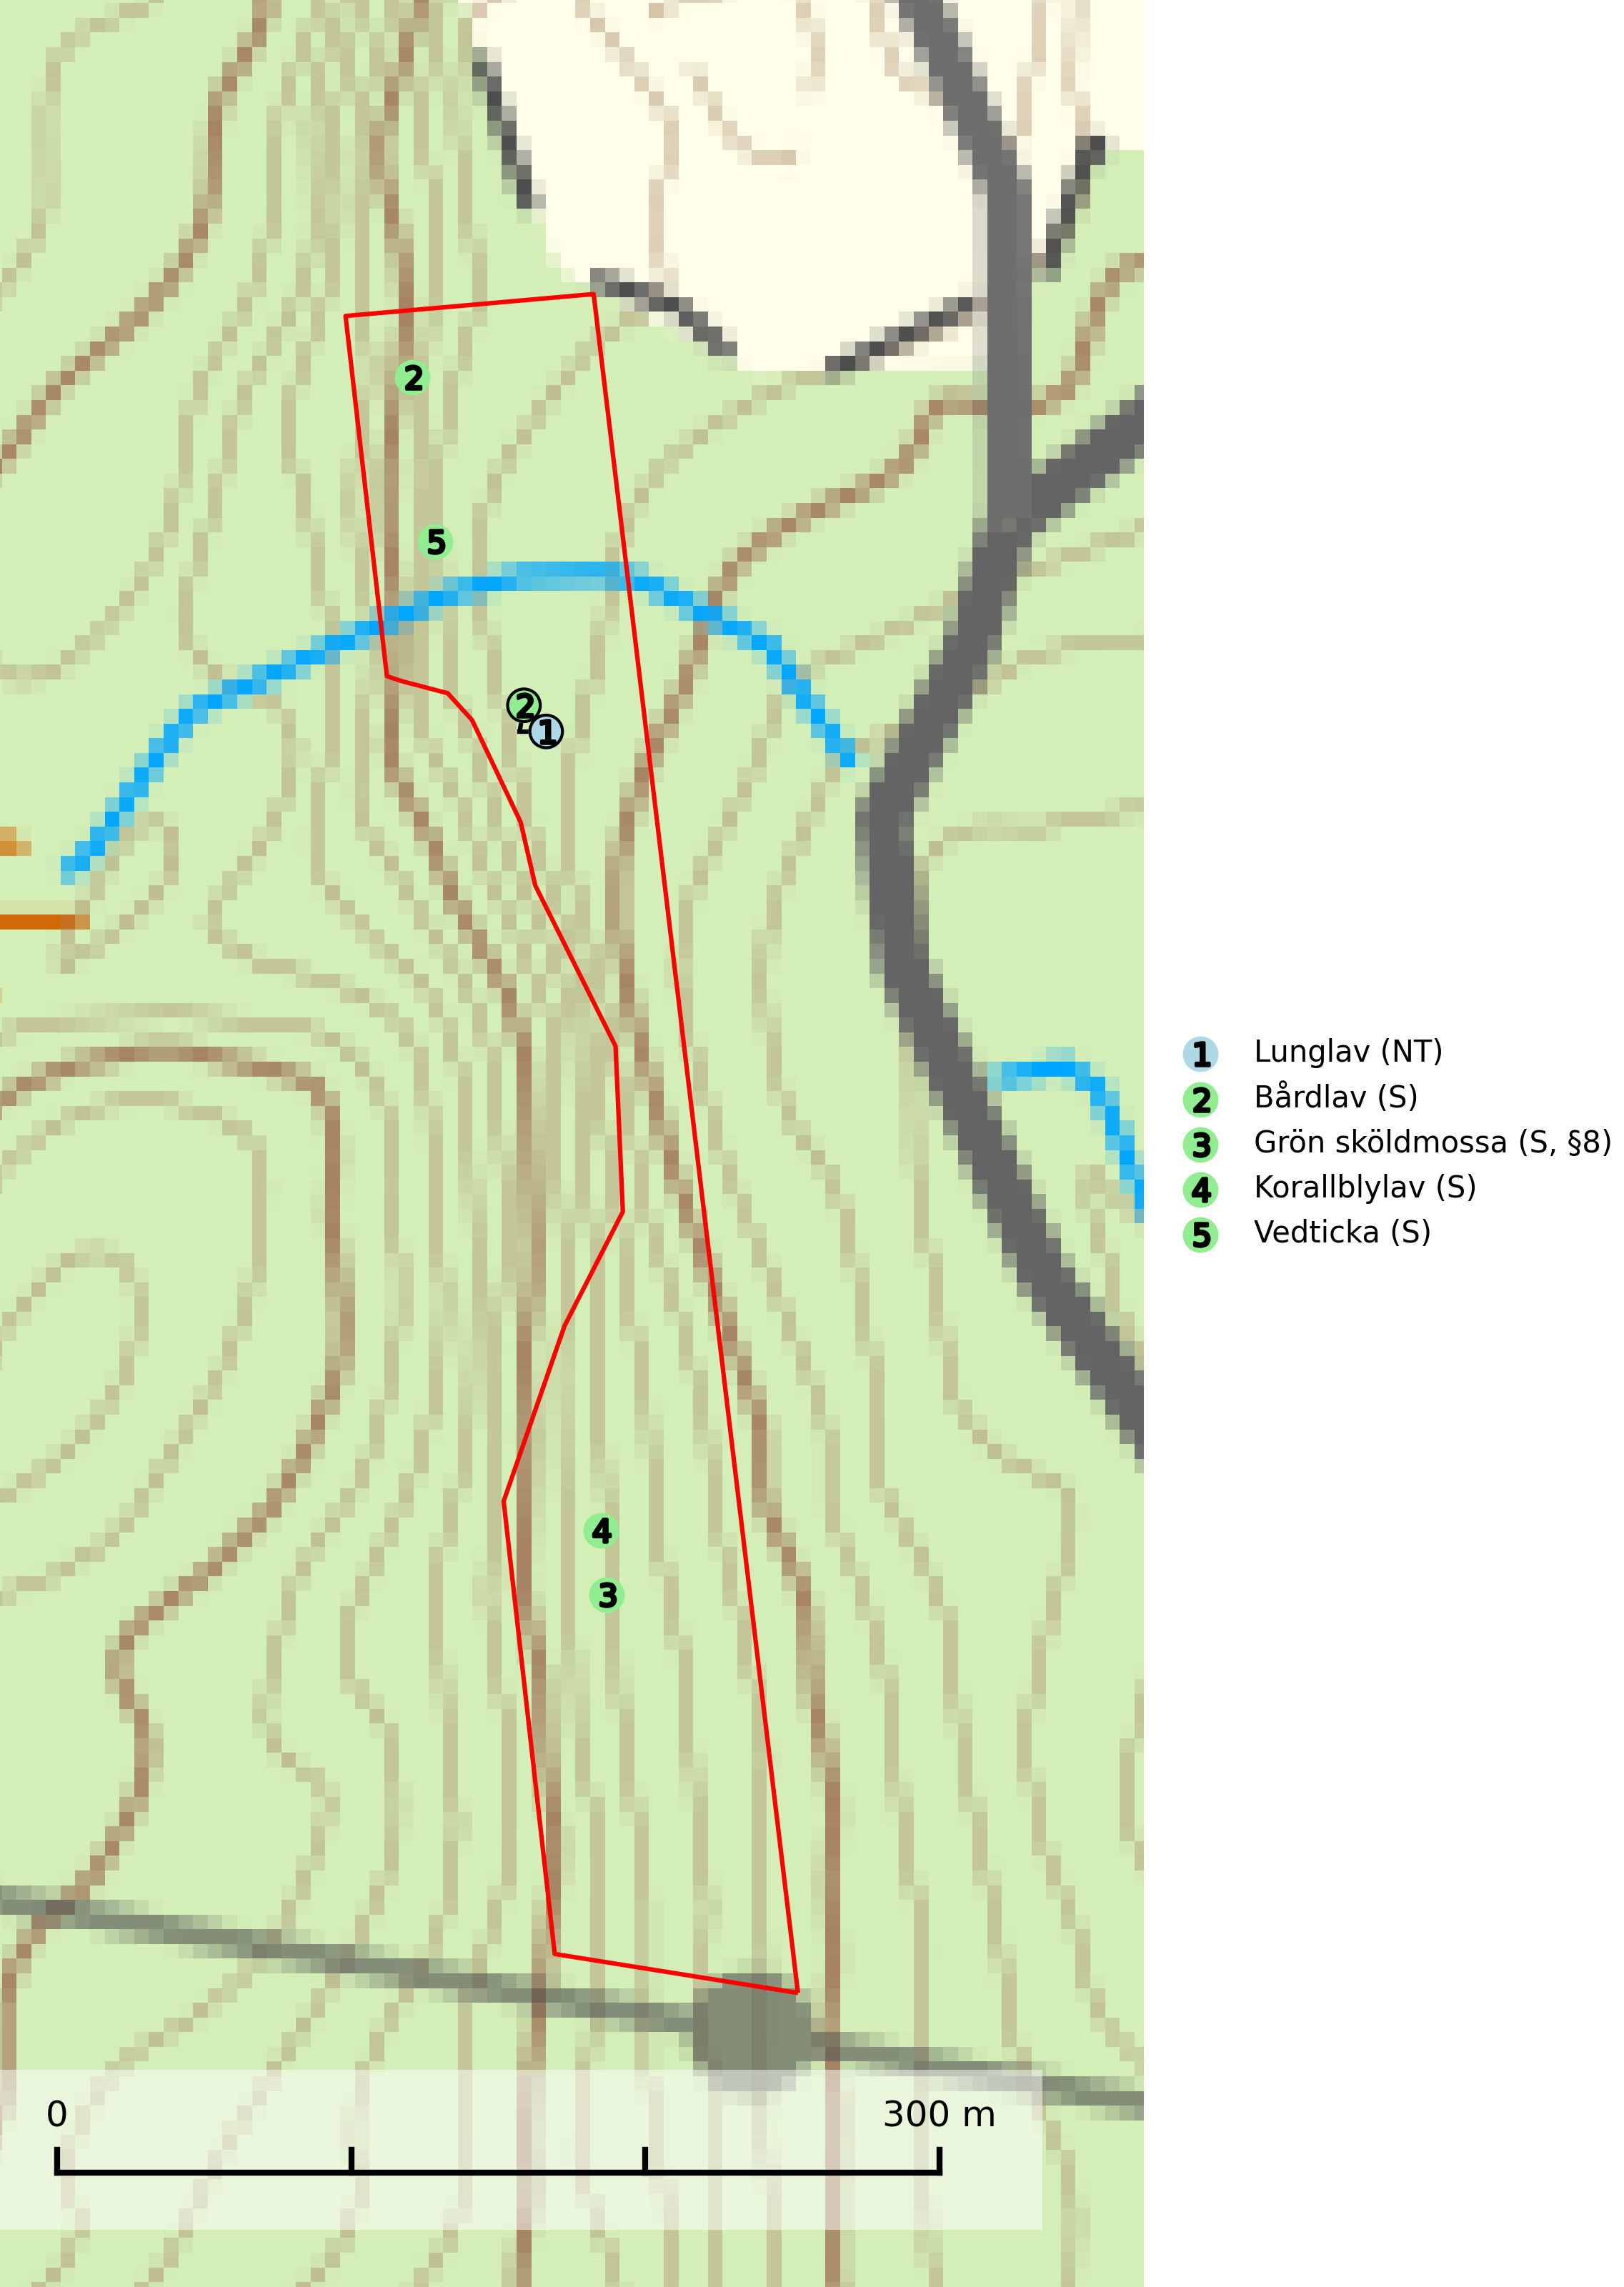 2
5
2
1
1 Lunglav (NT)
2 Bårdlav (S)
3 Grön sköldmossa (S, §8)
4 Korallblylav (S)
5 Vedticka (S)
4
3
0 300 m